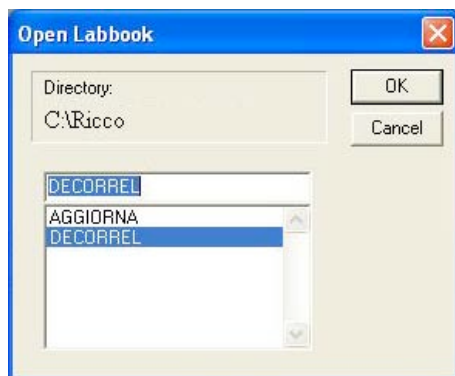 Open Labbook
Directory:
C:\Ricco
OK
Cancel
DECORREL
AGGIORNA
DECORREL